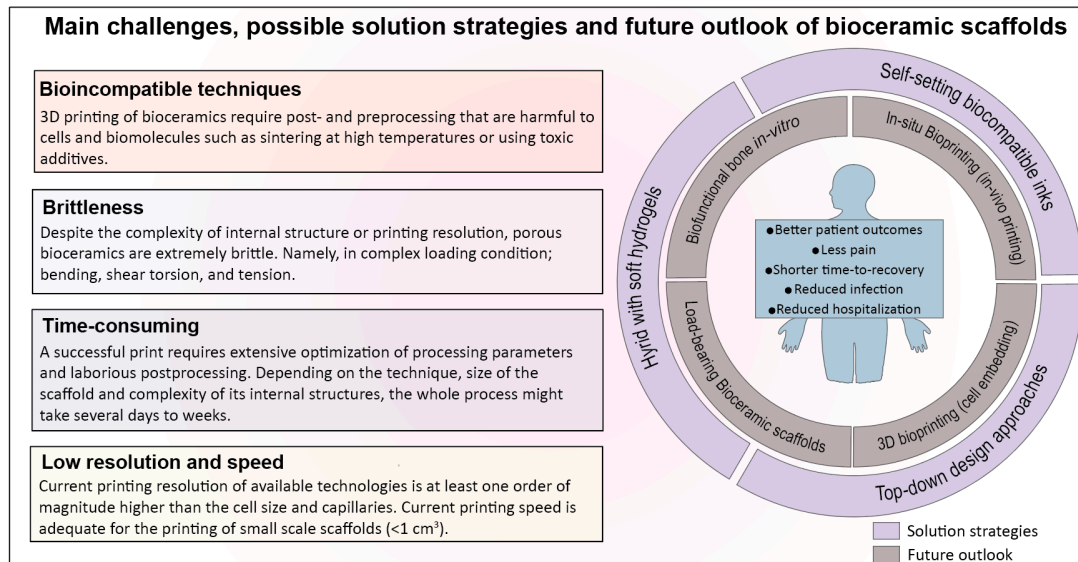 Main challenges, possible solution strategies and future outlook of bioceramic scaffolds
Bioincompatible techniques
3D printing of bioceramics require post- and preprocessing that are harmful to
cells and biomolecules such as sintering at high temperatures or using toxic
additives.
Brittleness
Despite the complexity of internal structure or printing resolution, porous
bioceramics are extremely brittle. Namely, in complex loading condition;
bending, shear torsion, and tension.
Time-consuming
A successful print requires extensive optimization of processing parameters
and laborious postprocessing. Depending on the technique, size of the
scaffold and complexity of its internal structures, the whole process might
take several days to weeks.
Low resolution and speed
Current printing resolution of available technologies is at least one order of
magnitude higher than the cell size and capillaries. Current printing speed is
adequate for the printing of small scale scaffolds (<1 cm³).
Hyrid with soft hydrogels
Self-setting biocompatible inks
Top-down design approaches
Biofunctional bone in-vitro
In-situ Bioprinting (in-vivo printing)
Load-bearing Bioceramic scaffolds
3D bioprinting (cell embedding)
●Better patient outcomes
●Less pain
●Shorter time-to-recovery
●Reduced infection
●Reduced hospitalization
Solution strategies
Future outlook